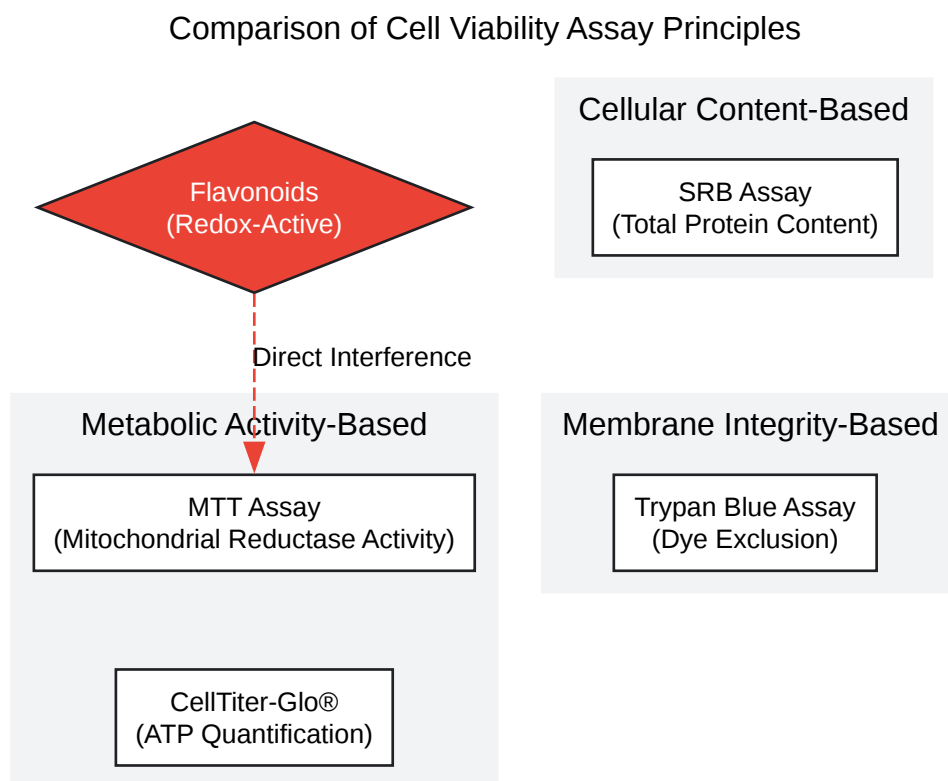 Comparison of Cell Viability Assay Principles
Cellular Content-Based
SRB Assay
(Total Protein Content)
Flavonoids
(Redox-Active)
Direct Interference
Metabolic Activity-Based
MTT Assay
(Mitochondrial Reductase Activity)
CellTiter-Glo®
(ATP Quantification)
Membrane Integrity-Based
Trypan Blue Assay
(Dye Exclusion)